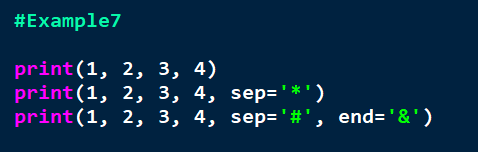 #Example7
print(1, 2, 3, 4)
print(1, 2, 3, 4, sep='*')
print(1, 2, 3, 4, sep='#', end='&')